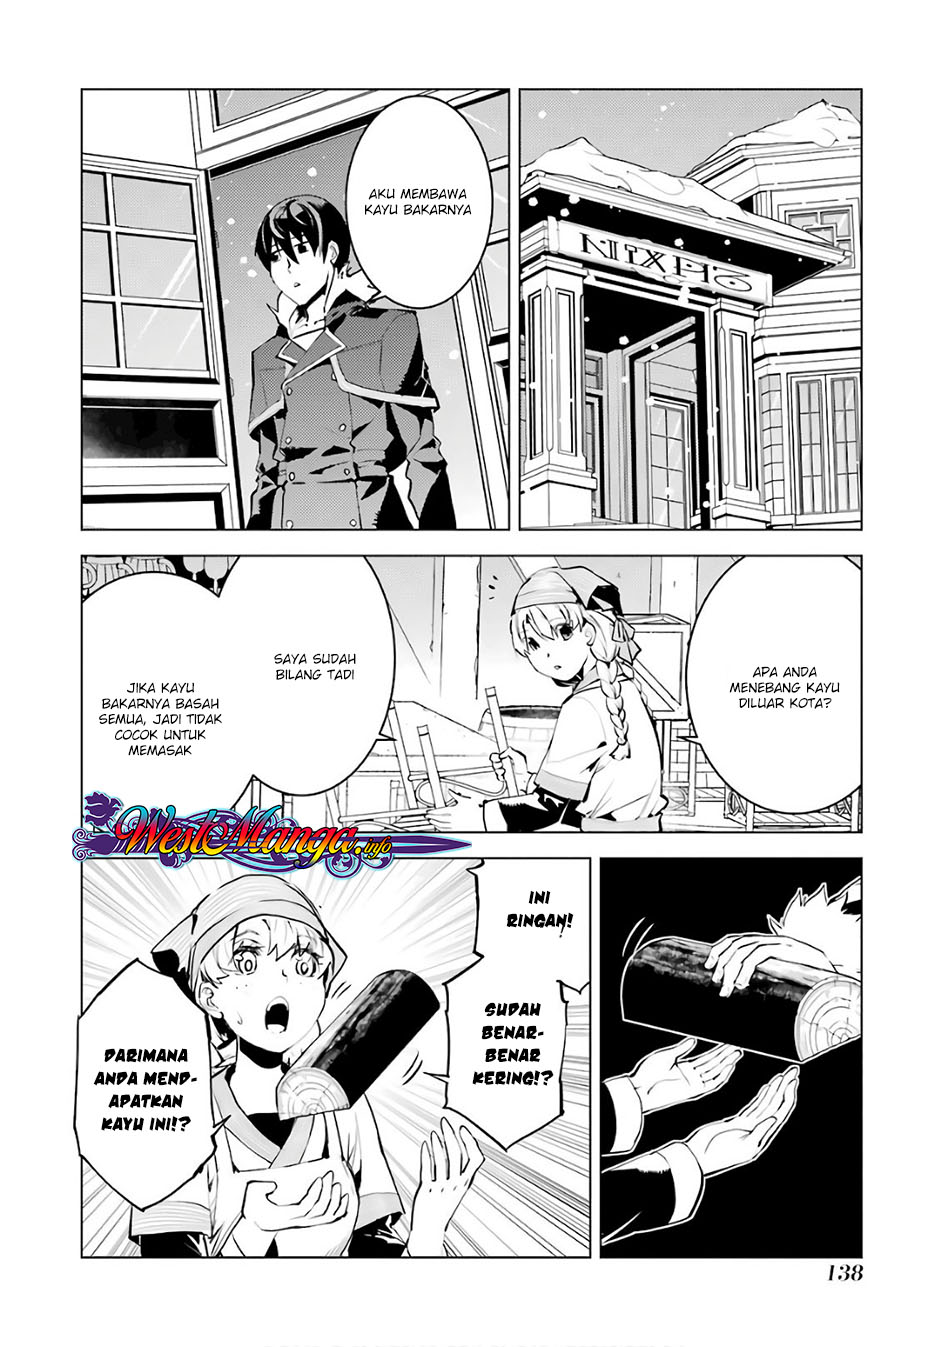 AKU MEMBAWA
KAYU BAKARNYA
APA ANDA
MENEBANG KAYU
DILUAR KOTA?
SAYA SUDAH
BILANG TADI
JIKA KAYU
BAKARNYA BASAH
SEMUA, JADI TIDAK
COCOK UNTUK
MEMASAK
WestManga.info
INI
RINGAN!
SUDAH
BENAR-
BENAR
KERING!?
DARIMANA
ANDA MEND-
APATKAN
KAYU INI!?
138